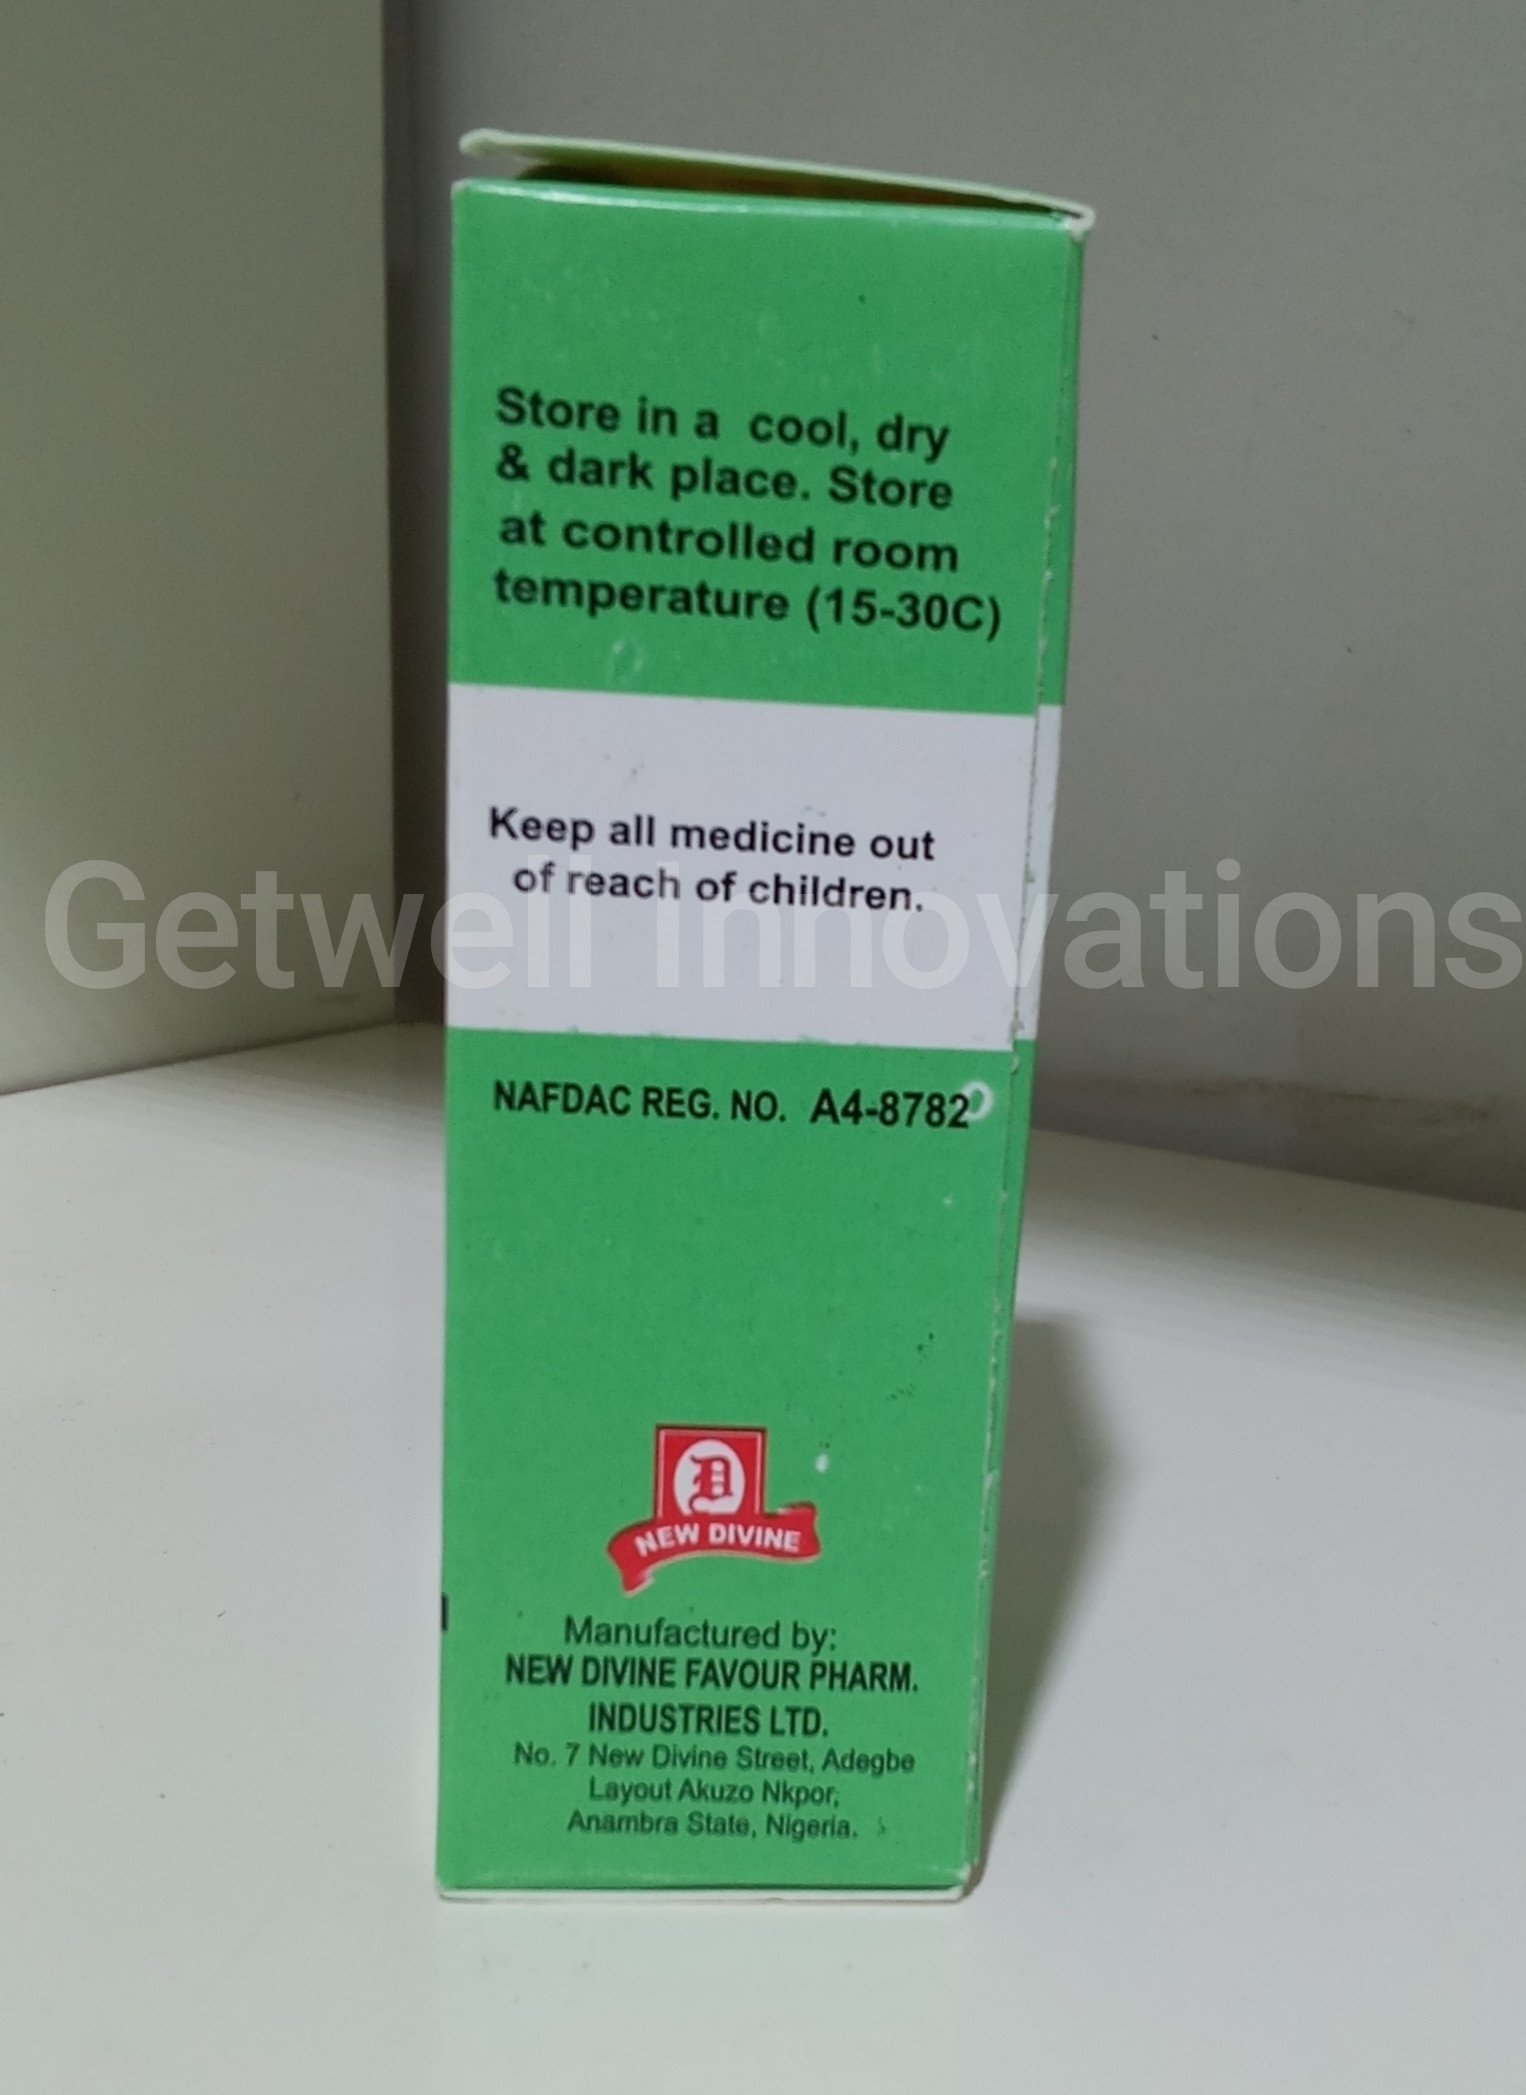 Store in a cool, dry
& dark place. Store
at controlled room
temperature (15-30C)
Keep all medicine out
of reach of children.
Getwell Innovations
NAFDAC REG. NO. A4-8782
D
NEW DIVINE
Manufactured by:
NEW DIVINE FAVOUR PHARM.
INDUSTRIES LTD.
No. 7 New Divine Street, Adegbe
Layout Akuzo Nkpor,
Anambra State, Nigeria.